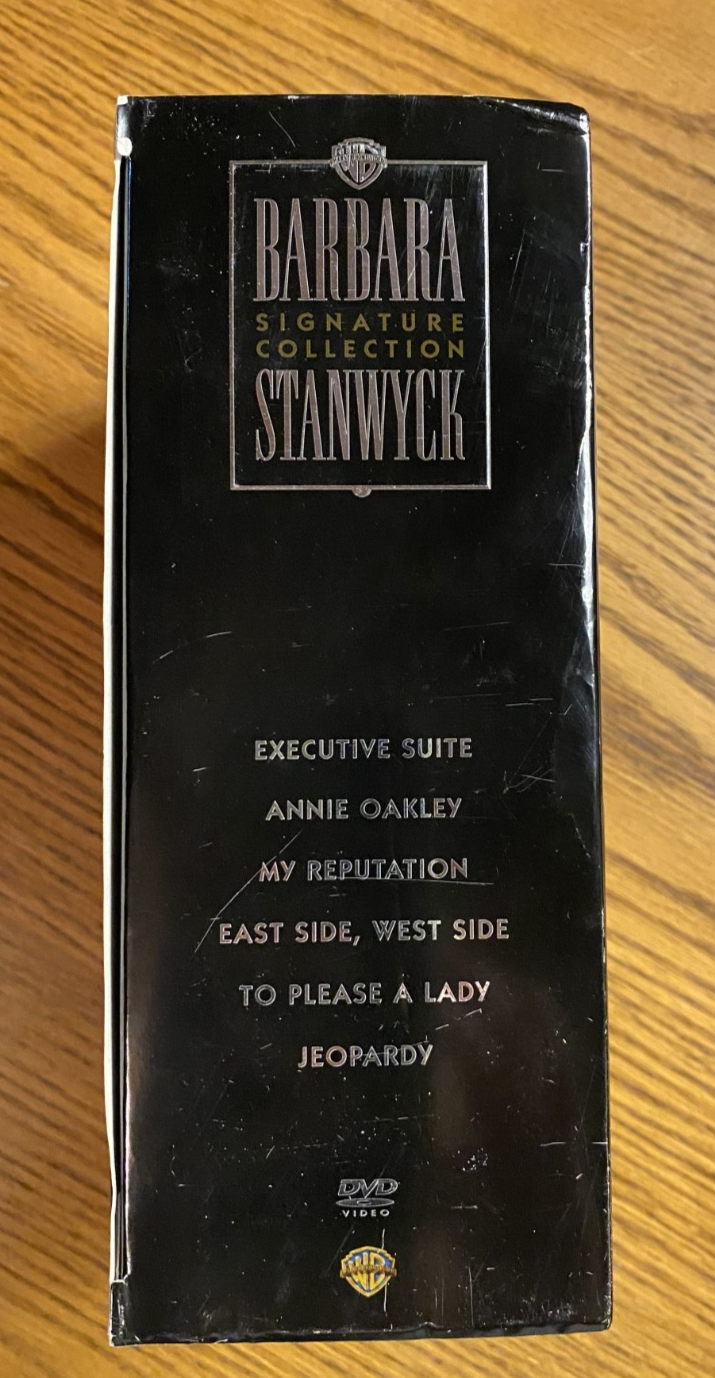 BARBARA
SIGNATURE
COLLECTION
STANWYCK
EXECUTIVE SUITE
ANNIE OAKLEY
MY REPUTATION
EAST SIDE, WEST SIDE
TO PLEASE A LADY
JEOPARDY
DVD
VIDEO
WB